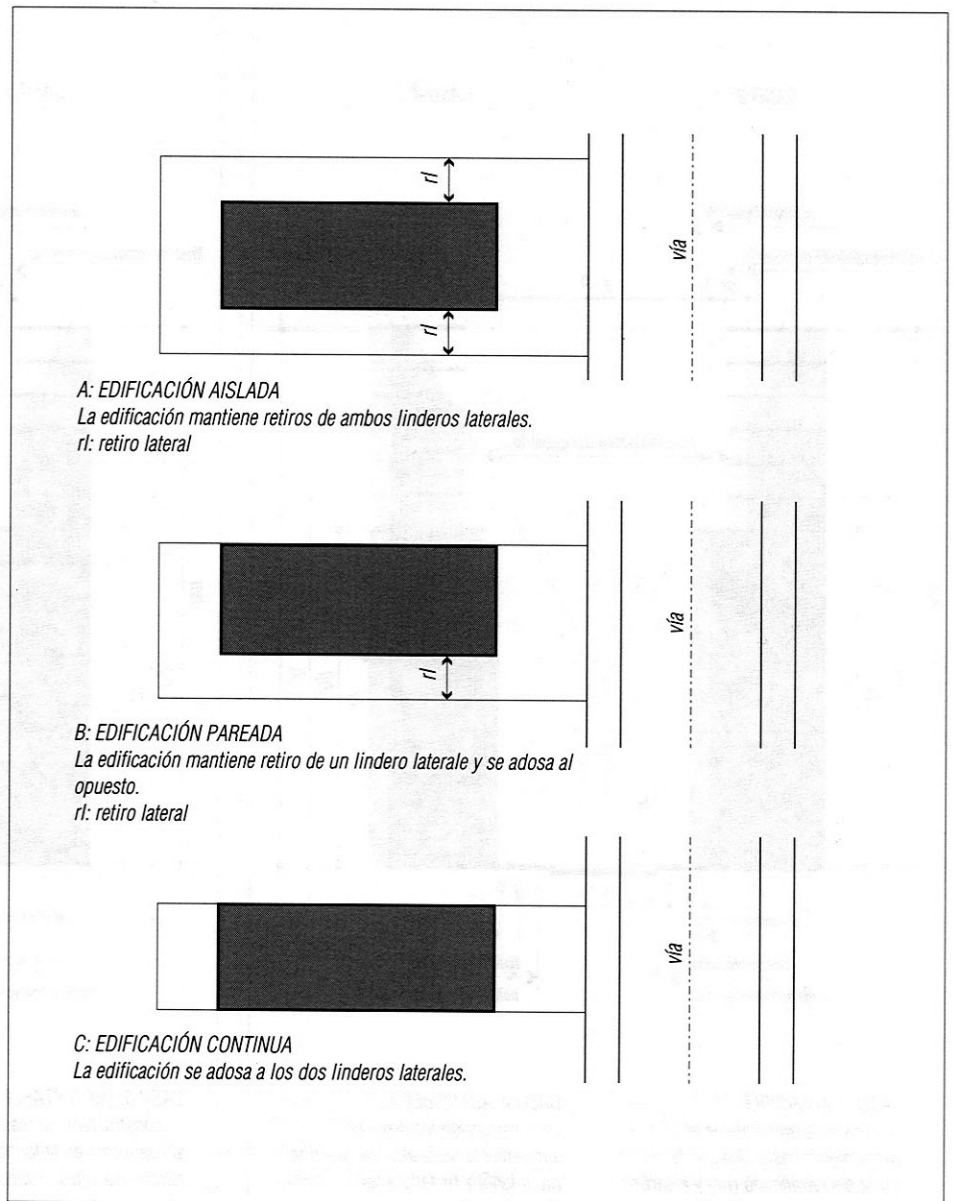 rl
vía
rl
A: EDIFICACIÓN AISLADA
La edificación mantiene retiros de ambos linderos laterales.
rl: retiro lateral
vía
rl
B: EDIFICACIÓN PAREADA
La edificación mantiene retiro de un lindero laterale y se adosa al
opuesto.
rl: retiro lateral
vía
C: EDIFICACIÓN CONTINUA
La edificación se adosa a los dos linderos laterales.